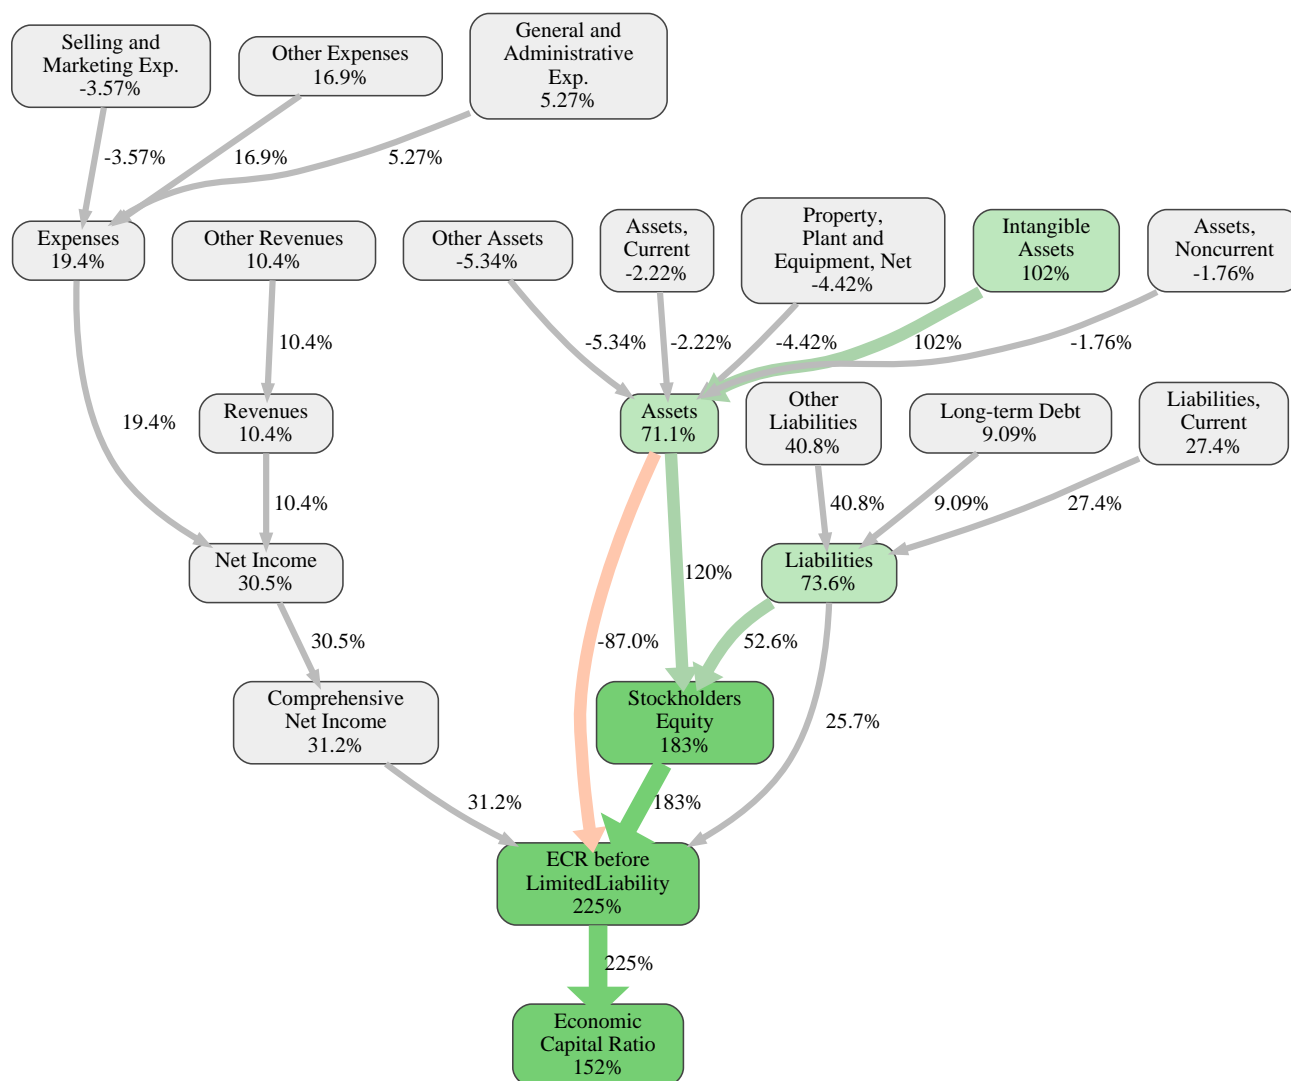 Selling and
Marketing Exp.
-3.57%
Other Expenses
16.9%
General and
Administrative
Exp.
5.27%
-3.57%
16.9%
5.27%
Expenses
19.4%
Other Revenues
10.4%
Other Assets
-5.34%
Assets,
Current
-2.22%
Property,
Plant and
Equipment, Net
-4.42%
Intangible
Assets
102%
Assets,
Noncurrent
-1.76%
10.4%
-5.34%
-2.22%
-4.42%
102%
-1.76%
19.4%
Revenues
10.4%
Assets
71.1%
Other
Liabilities
40.8%
Long-term Debt
9.09%
Liabilities,
Current
27.4%
10.4%
40.8%
9.09%
27.4%
Net Income
30.5%
120%
Liabilities
73.6%
30.5%
-87.0%
52.6%
Comprehensive
Net Income
31.2%
Stockholders
Equity
183%
25.7%
31.2%
183%
ECR before
LimitedLiability
225%
225%
Economic
Capital Ratio
152%